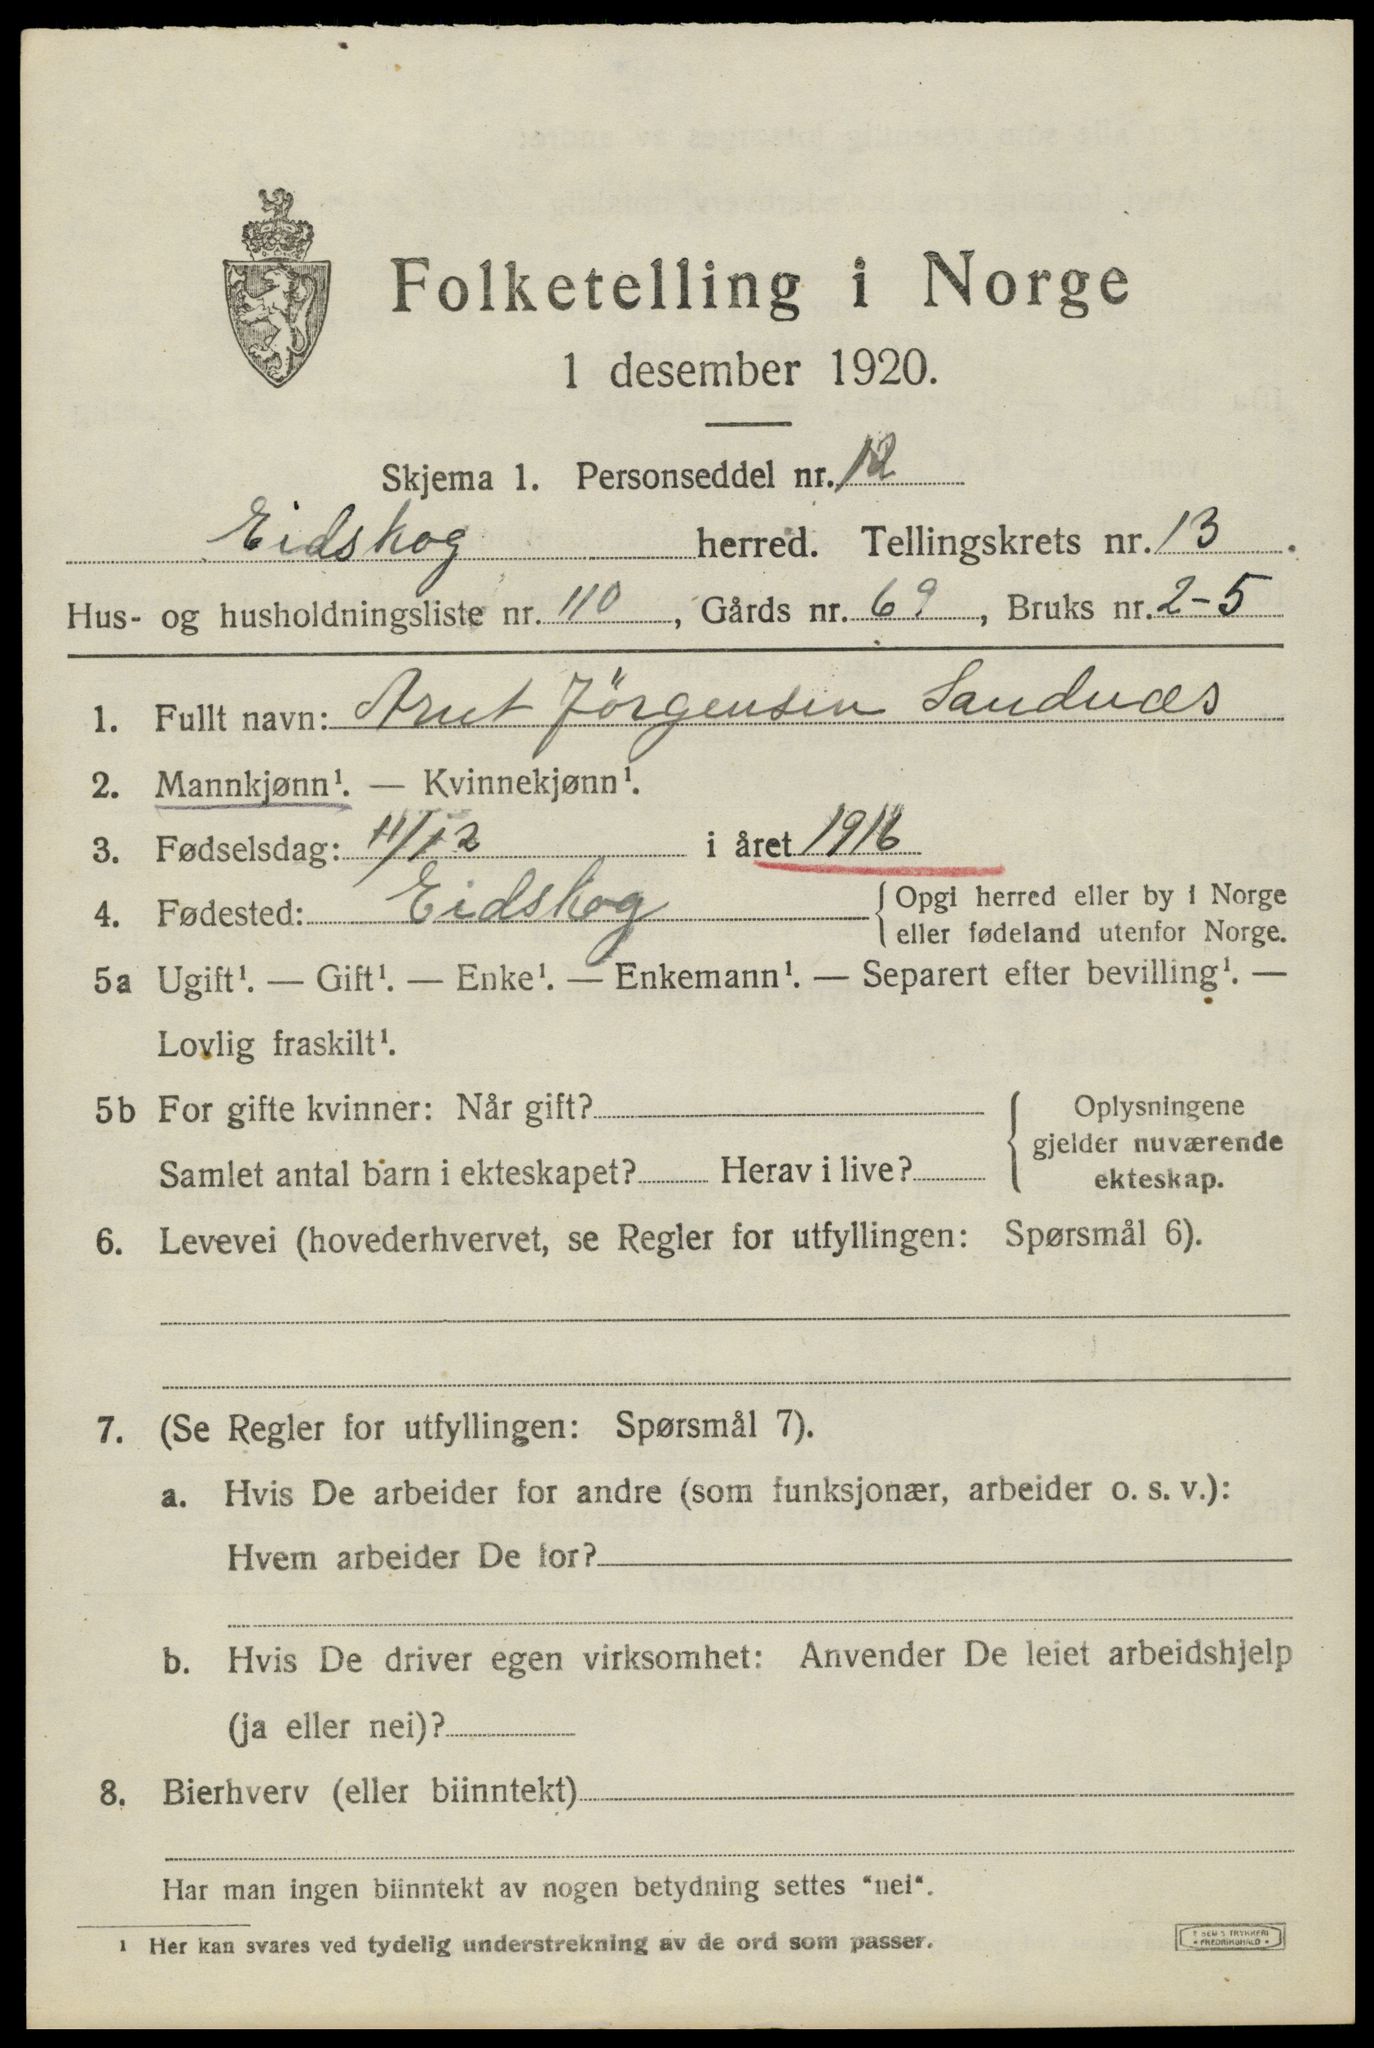 Folketelling i Norge
1 desember 1920.
Skjema 1. Personseddel nr. 12
Eidskog herred. Tellingskrets nr. 13.
Hus- og husholdningsliste nr. 110, Gårds nr. 69, Bruks nr. 2-5
1. Fullt navn: Arnt Jörgensen Sandnæs
2. Mannkjønn¹. — Kvinnekjønn¹.
3. Fødselsdag: 11/12 i året 1916
4. Fødested: Eidskog { Opgi herred eller by i Norge
eller fødeland utenfor Norge.
5a Ugift¹. — Gift¹. — Enke¹. — Enkemann¹. — Separert efter bevilling¹. —
Lovlig fraskilt¹.
5b For gifte kvinner: Når gift?
Samlet antal barn i ekteskapet? Herav i live?
{ Oplysningene
gjelder nuværende
ekteskap.
6. Levevei (hovederhvervet, se Regler for utfyllingen: Spørsmål 6).
7. (Se Regler for utfyllingen: Spørsmål 7).
a. Hvis De arbeider for andre (som funksjonær, arbeider o. s. v.):
Hvem arbeider De for?
b. Hvis De driver egen virksomhet: Anvender De leiet arbeidshjelp
(ja eller nei)?
8. Bierhverv (eller biinntekt)
Har man ingen biinntekt av nogen betydning settes "nei".
¹ Her kan svares ved tydelig understrekning av de ord som passer.
SEM'S TRYKKERI
FREDRIKSHALD